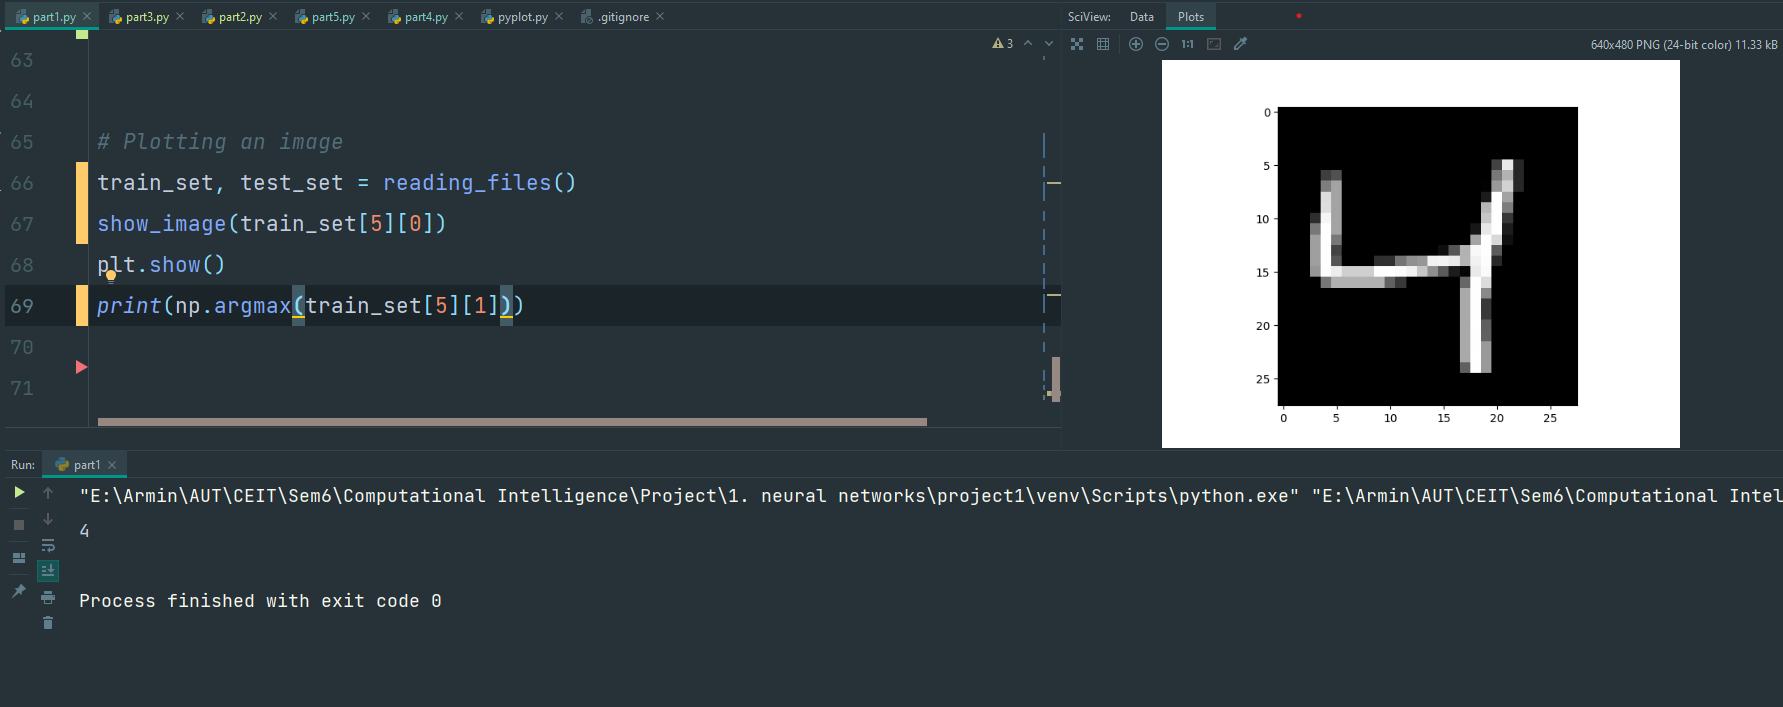 part1.py part3.py part2.py part5.py part4.py pyplot.py .gitignore
SciView: Data Plots
3
1:1
640x480 PNG (24-bit color) 11.33 kB
63
64
65 # Plotting an image
66 train_set, test_set = reading_files()
67 show_image(train_set[5][0])
68 plt.show()
69 print(np.argmax(train_set[5][1]))
70
71
0
5
10
15
20
25
0 5 10 15 20 25
4
Run: part1
"E:\Armin\AUT\CEIT\Sem6\Computational Intelligence\Project\1. neural networks\project1\venv\Scripts\python.exe" "E:\Armin\AUT\CEIT\Sem6\Computational Intel
4
Process finished with exit code 0